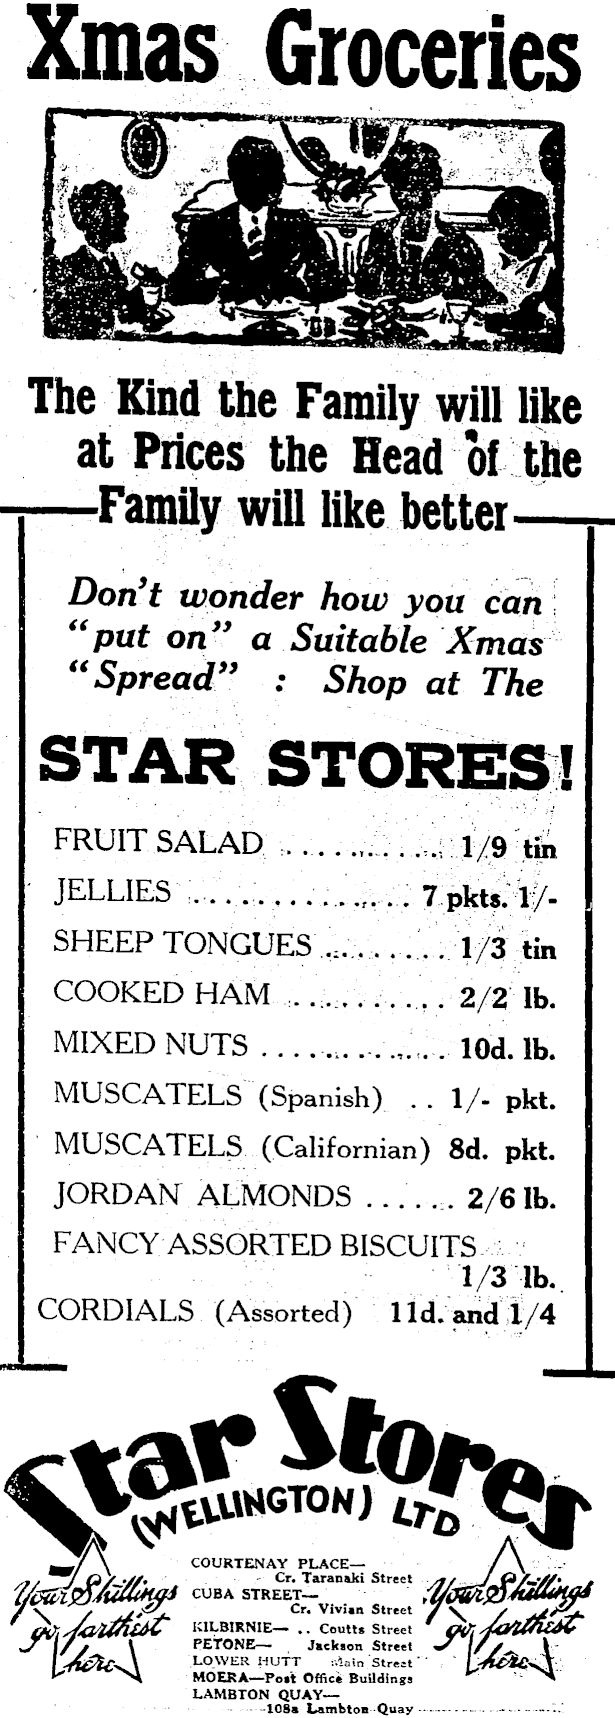 Xmas Groceries
The Kind the Family will like
at Prices the Head of the
Family will like better
Don't wonder how you can
"put on" a Suitable Xmas
"Spread" : Shop at The
STAR STORES!
FRUIT SALAD ............ 1/9 tin
JELLIES ............... 7 pkts. 1/-
SHEEP TONGUES ......... 1/3 tin
COOKED HAM .......... 2/2 lb.
MIXED NUTS ............. 10d. lb.
MUSCATELS (Spanish) .. 1/- pkt.
MUSCATELS (Californian) 8d. pkt.
JORDAN ALMONDS ...... 2/6 lb.
FANCY ASSORTED BISCUITS
1/3 lb.
CORDIALS (Assorted) 11d. and 1/4
Star Stores
(WELLINGTON) LTD
Your Shillings
go farthest
here
COURTENAY PLACE—
Cr. Taranaki Street
CUBA STREET—
Cr. Vivian Street
KILBIRNIE— .. Coutts Street
PETONE— Jackson Street
LOWER HUTT Main Street
MOERA—Post Office Buildings
LAMBTON QUAY—
108a Lambton Quay
Your Shillings
go farthest
here